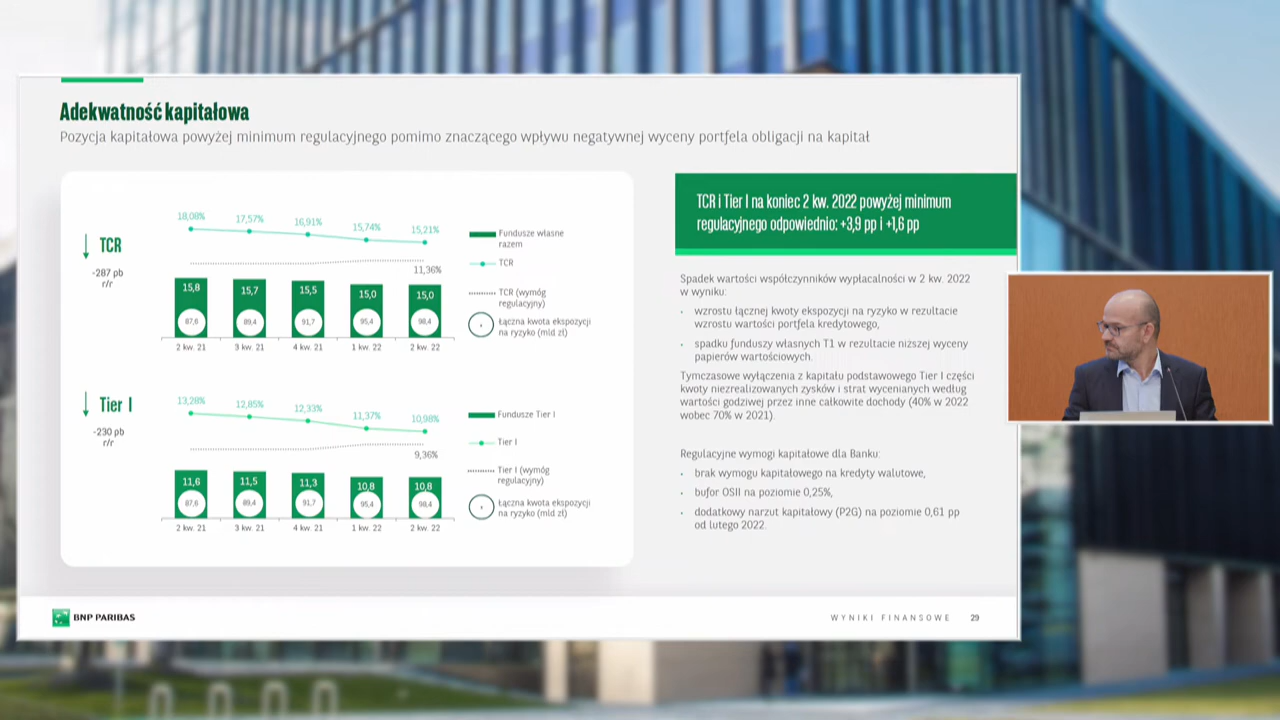 Adekwatność kapitałowa
Pozycja kapitałowa powyżej minimum regulacyjnego pomimo znaczącego wpływu negatywnej wyceny portfela obligacji na kapitał
TCR
-287 pb
r/r
18,08%
17,57%
16,91%
15,74%
15,21%
11,36%
15,8
15,7
15,5
15,0
15,0
87,6
89,4
91,7
95,4
98,4
2 kw. 21
3 kw. 21
4 kw. 21
1 kw. 22
2 kw. 22
Fundusze własne
razem
TCR
TCR (wymóg
regulacyjny)
Łączna kwota ekspozycji
na ryzyko (mld zł)
Tier I
-230 pb
r/r
13,28%
12,85%
12,33%
11,37%
10,98%
9,36%
11,6
11,5
11,3
10,8
10,8
87,6
89,4
91,7
95,4
98,4
2 kw. 21
3 kw. 21
4 kw. 21
1 kw. 22
2 kw. 22
Fundusze Tier I
Tier I
Tier I (wymóg
regulacyjny)
Łączna kwota ekspozycji
na ryzyko (mld zł)
TCR i Tier I na koniec 2 kw. 2022 powyżej minimum
regulacyjnego odpowiednio: +3,9 pp i +1,6 pp
Spadek wartości współczynników wypłacalności w 2 kw. 2022
w wyniku:
• wzrostu łącznej kwoty ekspozycji na ryzyko w rezultacie
wzrostu wartości portfela kredytowego,
• spadku funduszy własnych T1 w rezultacie niższej wyceny
papierów wartościowych.
Tymczasowe wyłączenia z kapitału podstawowego Tier I części
kwoty niezrealizowanych zysków i strat wycenianych według
wartości godziwej przez inne całkowite dochody (40% w 2022
wobec 70% w 2021).
Regulacyjne wymogi kapitałowe dla Banku:
• brak wymogu kapitałowego na kredyty walutowe,
• bufor OSII na poziomie 0,25%,
• dodatkowy narzut kapitałowy (P2G) na poziomie 0,61 pp
od lutego 2022.
BNP PARIBAS
WYNIKI FINANSOWE 29